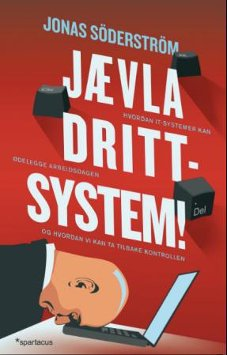 JONAS SÖDERSTRÖM
JÆVLA
HVORDAN IT-SYSTEMER KAN
DRITT-
ØDELEGGE ARBEIDSDAGEN
Del
SYSTEM!
OG HVORDAN VI KAN TA TILBAKE KONTROLLEN
*spartacus